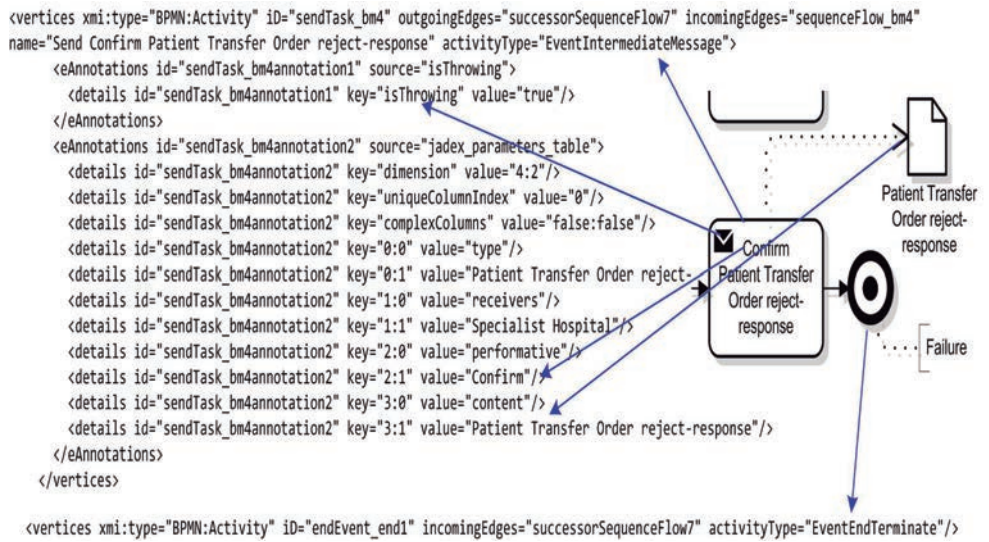 <vertices xmi:type="BPMN:Activity" iD="sendTask_bm4" outgoingEdges="successorSequenceFlow7" incomingEdges="sequenceFlow_bm4"
name="Send Confirm Patient Transfer Order reject-response" activityType="EventIntermediateMessage">
<eAnnotations id="sendTask_bm4annotation1" source="isThrowing">
<details id="sendTask_bm4annotation1" key="isThrowing" value="true"/>
</eAnnotations>
<eAnnotations id="sendTask_bm4annotation2" source="jadex_parameters_table">
<details id="sendTask_bm4annotation2" key="dimension" value="4:2"/>
<details id="sendTask_bm4annotation2" key="uniqueColumnIndex" value="0"/>
<details id="sendTask_bm4annotation2" key="complexColumns" value="false:false"/>
<details id="sendTask_bm4annotation2" key="0:0" value="type"/>
<details id="sendTask_bm4annotation2" key="0:1" value="Patient Transfer Order reject-
<details id="sendTask_bm4annotation2" key="1:0" value="receivers"/>
<details id="sendTask_bm4annotation2" key="1:1" value="Specialist Hospital"/>
<details id="sendTask_bm4annotation2" key="2:0" value="performative"/>
<details id="sendTask_bm4annotation2" key="2:1" value="Confirm"/>
<details id="sendTask_bm4annotation2" key="3:0" value="content"/>
<details id="sendTask_bm4annotation2" key="3:1" value="Patient Transfer Order reject-response"/>
</eAnnotations>
</vertices>
<vertices xmi:type="BPMN:Activity" iD="endEvent_end1" incomingEdges="successorSequenceFlow7" activityType="EventEndTerminate"/>
Confirm
Patient Transfer
Order reject-
response
Patient Transfer
Order reject-
response
Failure